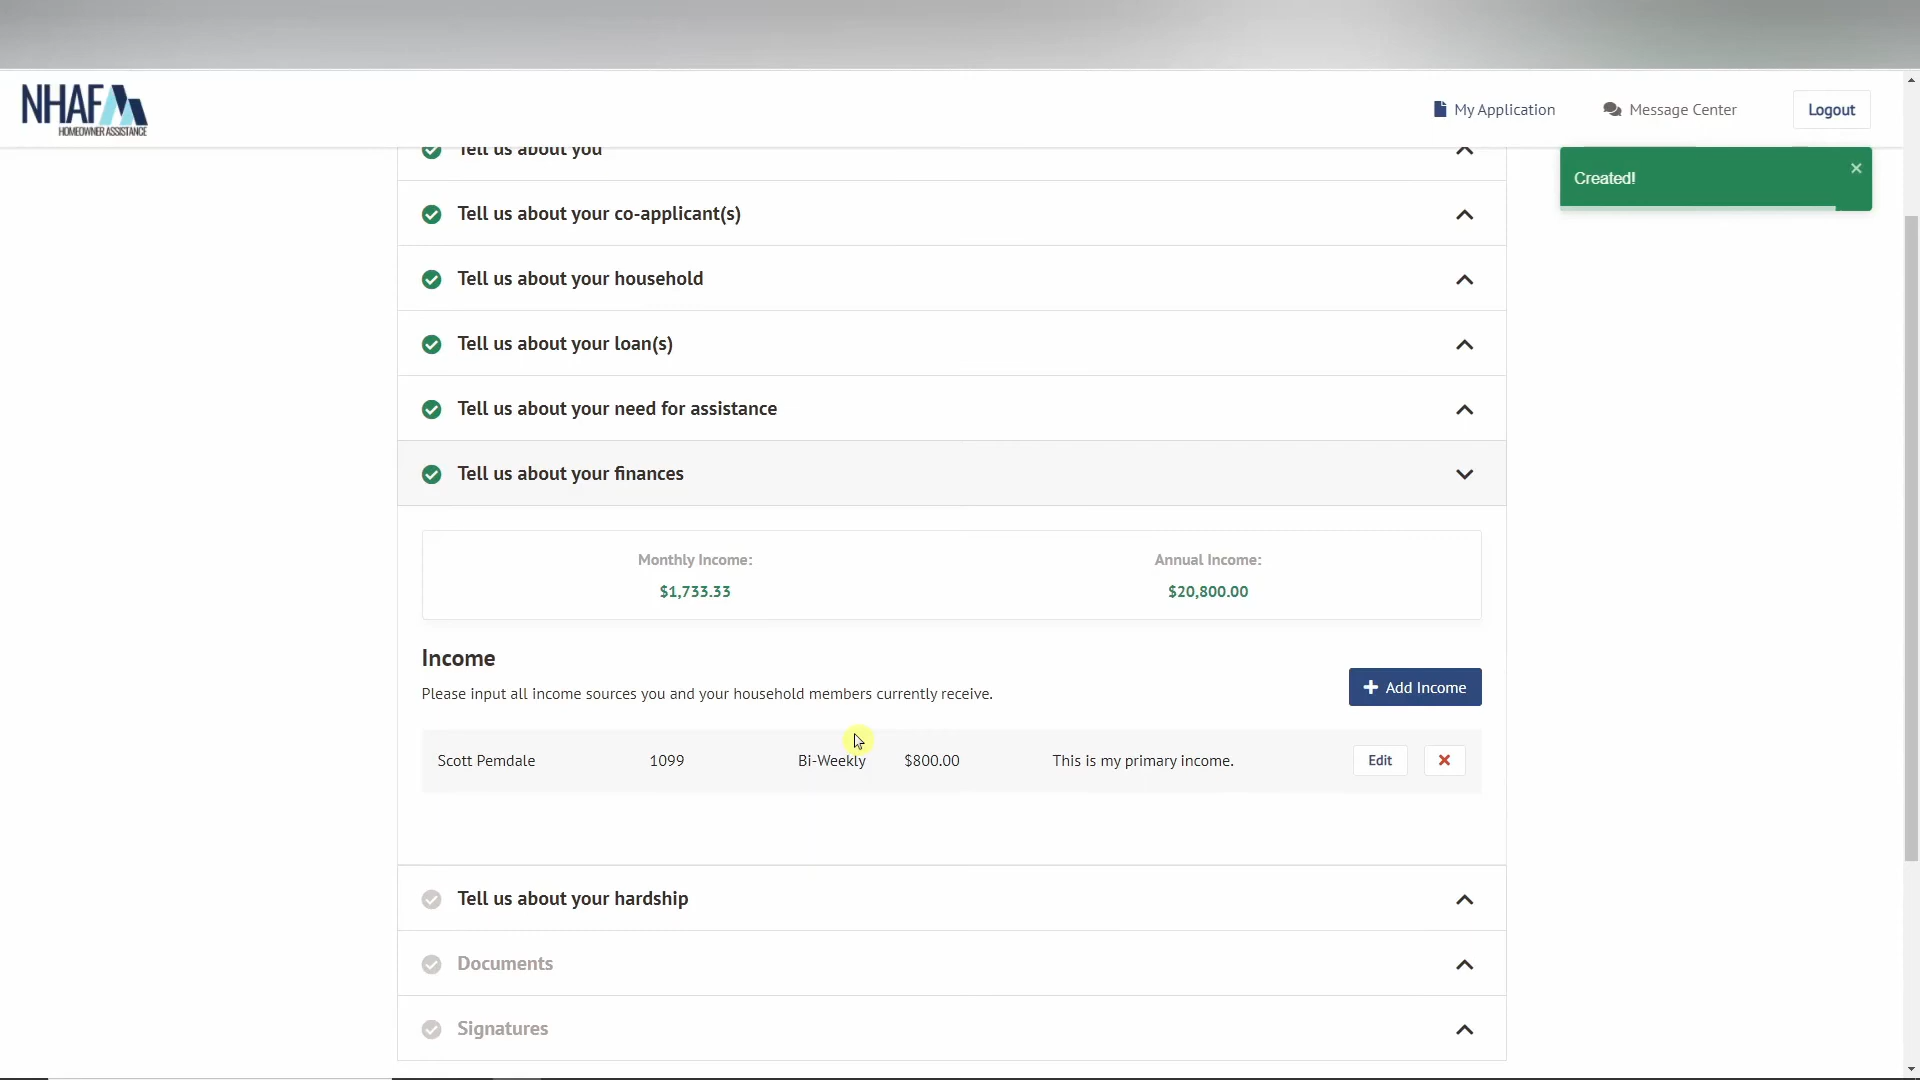 NHAF
HOMEOWNER ASSISTANCE
My Application
Message Center
Logout
Tell us about you
Created!
Tell us about your co-applicant(s)
Tell us about your household
Tell us about your loan(s)
Tell us about your need for assistance
Tell us about your finances
Monthly Income:
Annual Income:
$1,733.33
$20,800.00
Income
Please input all income sources you and your household members currently receive.
Add Income
Scott Pemdale 1099 Bi-Weekly $800.00 This is my primary income. Edit
Tell us about your hardship
Documents
Signatures